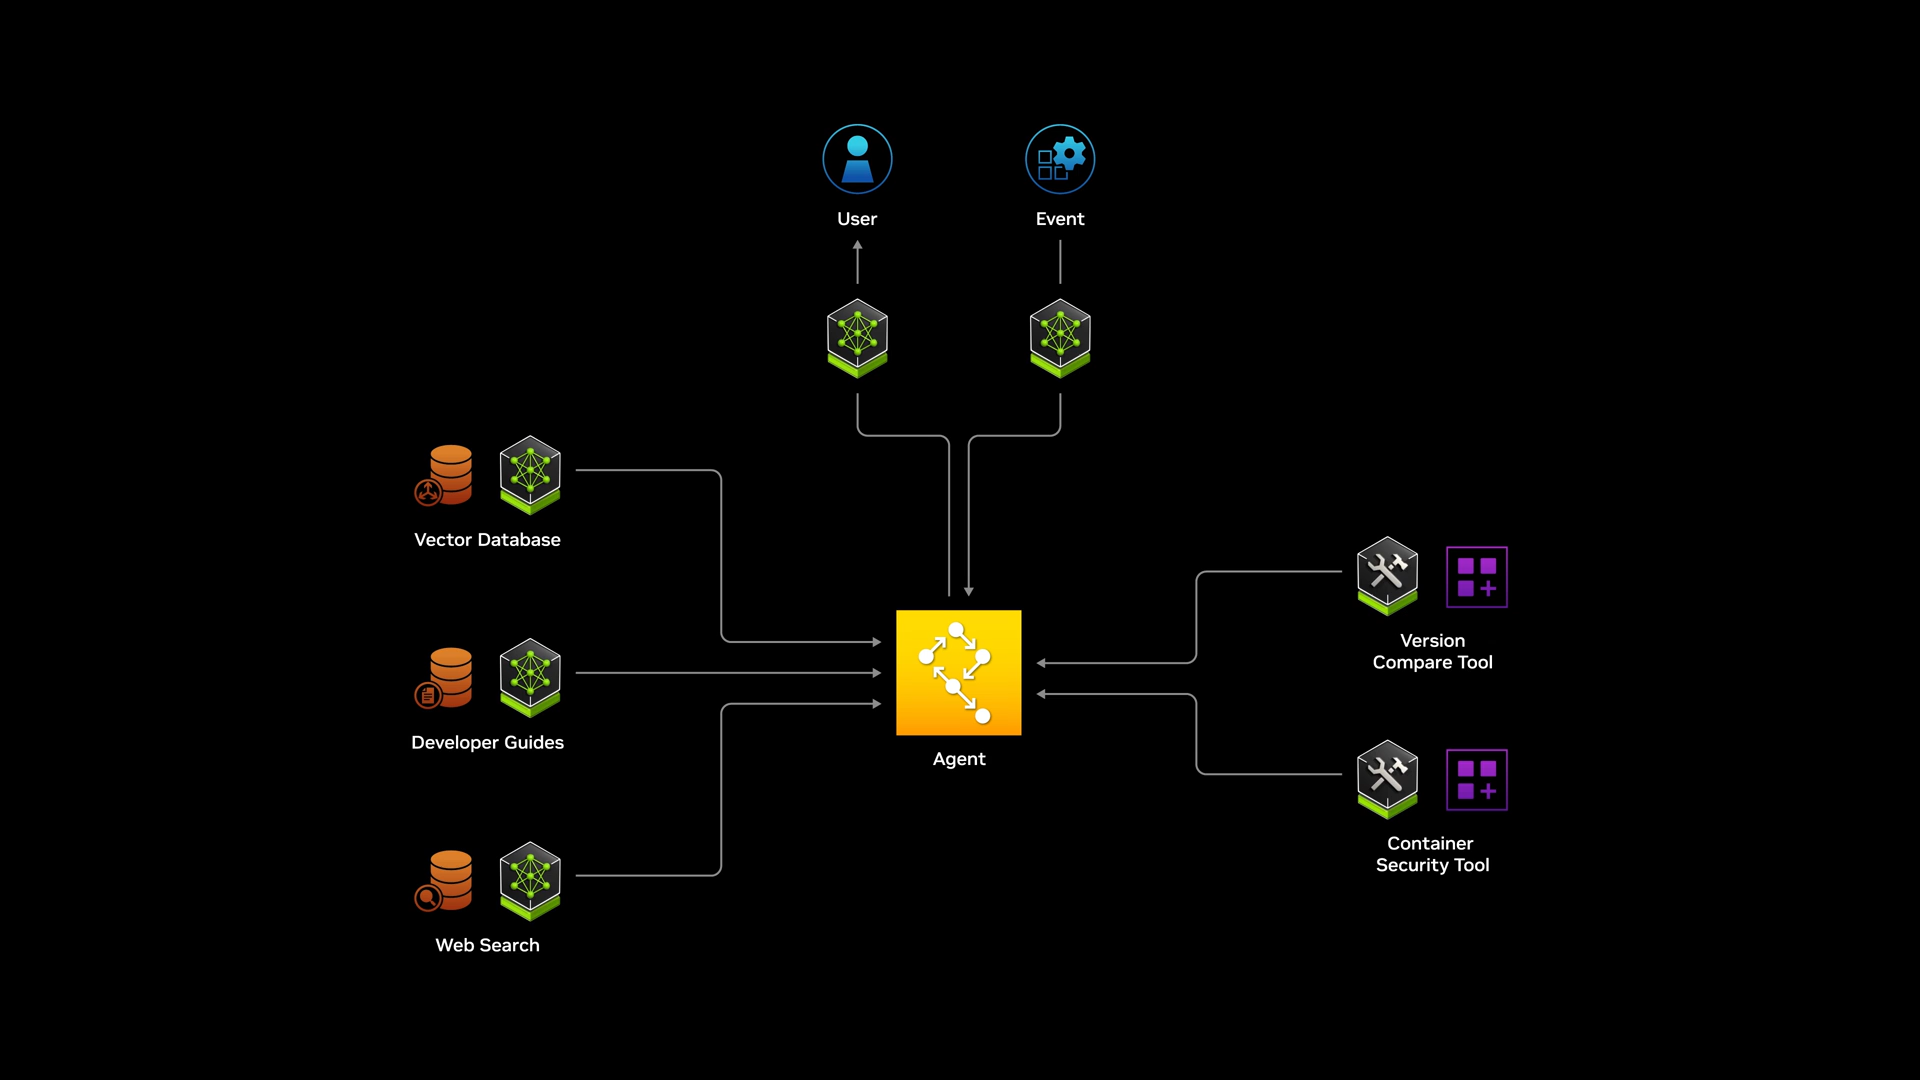 User
Event
Vector Database
Version
Compare Tool
Developer Guides
Agent
Container
Security Tool
Web Search